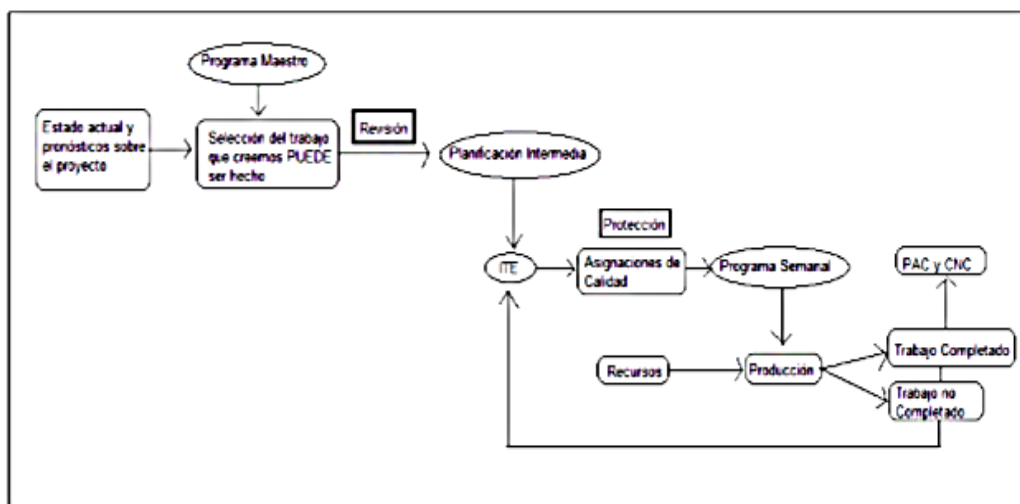 Programa Maestro
Estado actual y
pronósticos sobre
el proyecto
Selección del trabajo
que creemos PUEDE
ser hecho
Revisión
Planificación Intermedia
Protección
ITE
Asignaciones de
Calidad
Programa Semanal
PAC y CNC
Recursos
Producción
Trabajo Completado
Trabajo no
Completado